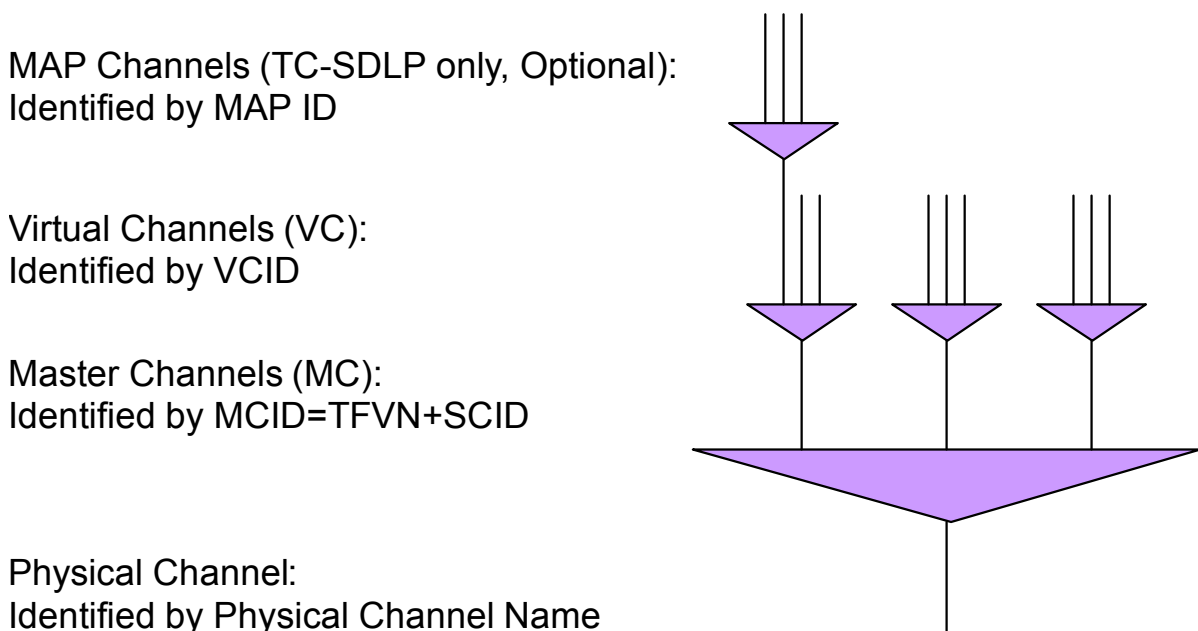 MAP Channels (TC-SDLP only, Optional):
Identified by MAP ID
Virtual Channels (VC):
Identified by VCID
Master Channels (MC):
Identified by MCID=TFVN+SCID
Physical Channel:
Identified by Physical Channel Name